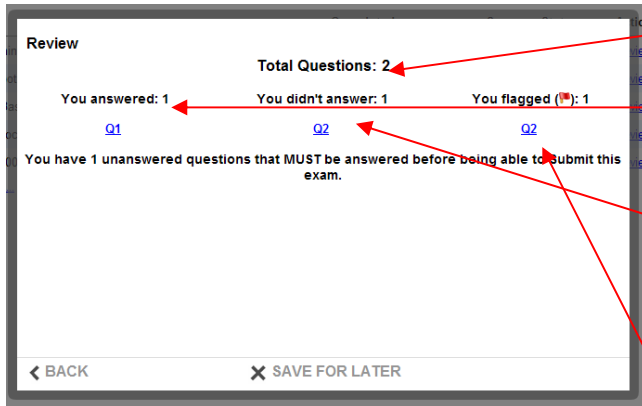 Review
Total Questions: 2
You answered: 1 You didn't answer: 1 You flagged (🚩): 1
Q1 Q2 Q2
You have 1 unanswered questions that MUST be answered before being able to Submit this
exam.
BACK SAVE FOR LATER